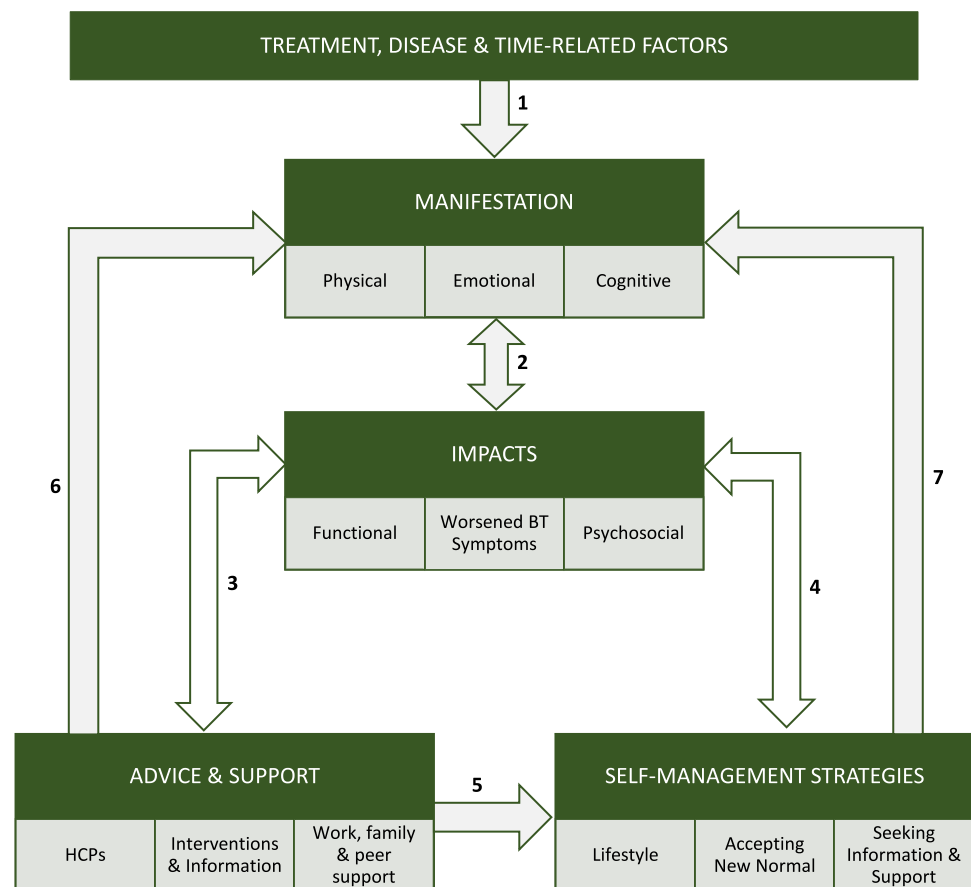 TREATMENT, DISEASE & TIME-RELATED FACTORS
1
MANIFESTATION
Physical
Emotional
Cognitive
2
IMPACTS
Functional
Worsened BT
Symptoms
Psychosocial
6
7
3
4
ADVICE & SUPPORT
5
SELF-MANAGEMENT STRATEGIES
HCPs
Interventions
& Information
Work, family
& peer
support
Lifestyle
Accepting
New Normal
Seeking
Information &
Support